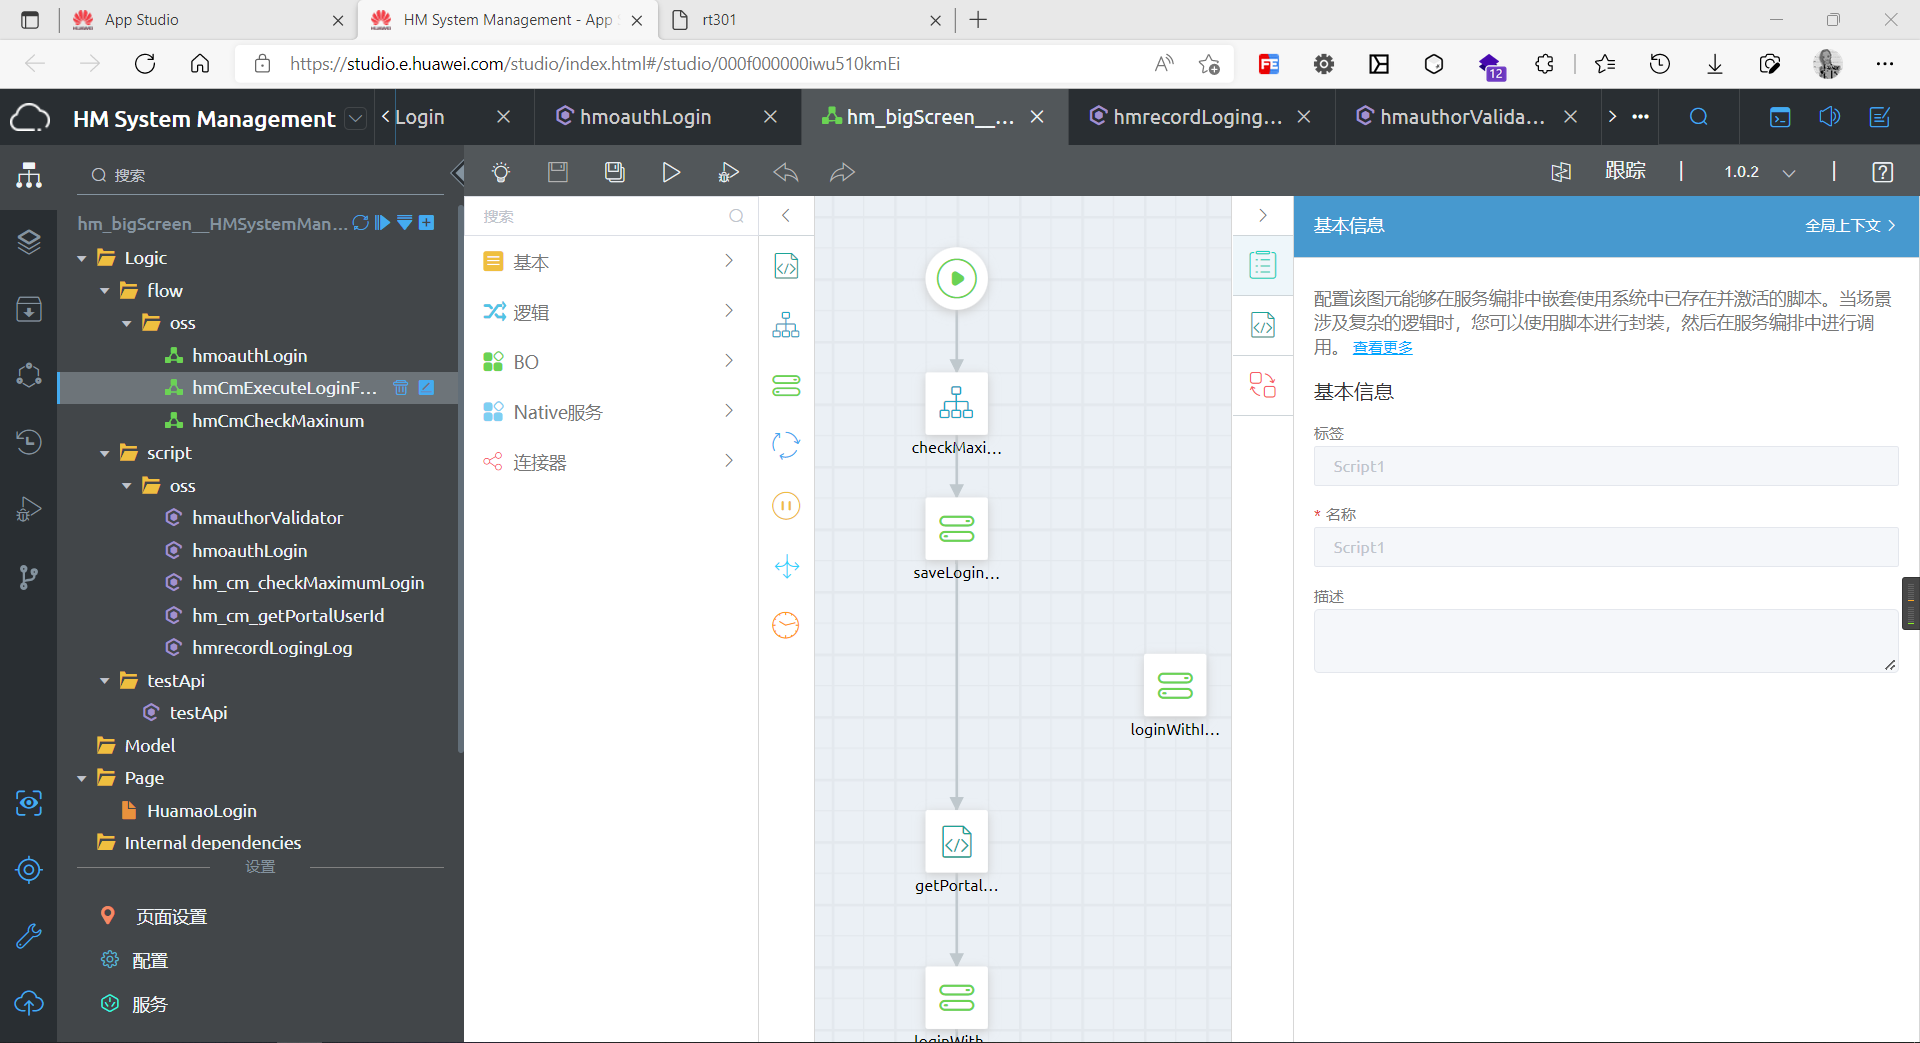 App Studio
HM System Management - App S
rt301
https://studio.e.huawei.com/studio/index.html#/studio/000f000000iwu510kmEi
12
HM System Management
Login
hmoauthLogin
hm_bigScreen__...
hmrecordLoging...
hmauthorValida...
搜索
跟踪
1.0.2
hm_bigScreen__HMSystemMan...
Logic
flow
oss
hmoauthLogin
hmCmExecuteLoginF...
hmCmCheckMaxinum
script
oss
hmauthorValidator
hmoauthLogin
hm_cm_checkMaximumLogin
hm_cm_getPortalUserId
hmrecordLogingLog
testApi
testApi
Model
Page
HuamaoLogin
Internal dependencies
设置
页面设置
配置
服务
搜索
基本
逻辑
BO
Native服务
连接器
checkMaxi...
saveLogin...
loginWithI...
getPortal...
loginWith
基本信息
全局上下文
配置该图元能够在服务编排中嵌套使用系统中已存在并激活的脚本。当场景
涉及复杂的逻辑时，您可以使用脚本进行封装，然后在服务编排中进行调
用。 查看更多
基本信息
标签
Script1
* 名称
Script1
描述